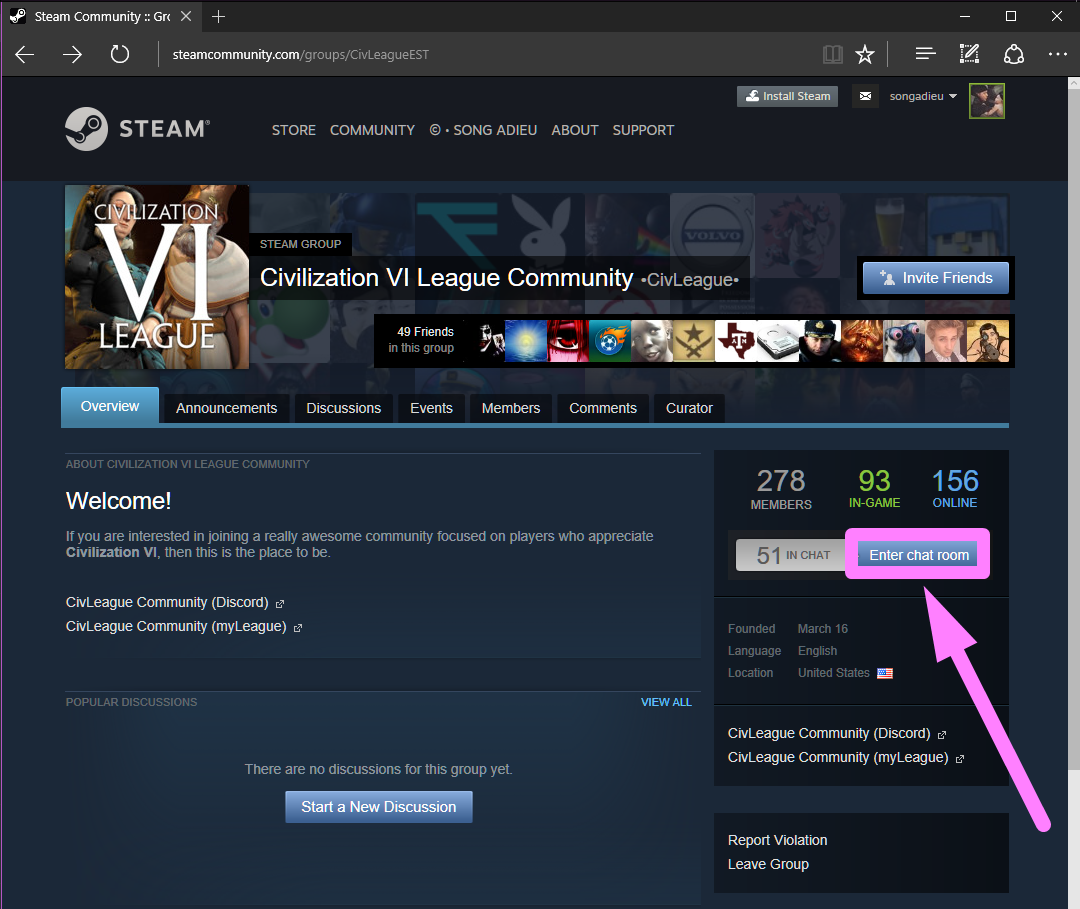 Steam Community :: Gro
steamcommunity.com/groups/CivLeagueEST
Install Steam
songadieu
STEAM®
STORE
COMMUNITY
© • SONG ADIEU
ABOUT
SUPPORT
CIVILIZATION
VI
LEAGUE
VOLVO
STEAM GROUP
Civilization VI League Community •CivLeague•
Invite Friends
49 Friends
in this group
Overview
Announcements
Discussions
Events
Members
Comments
Curator
ABOUT CIVILIZATION VI LEAGUE COMMUNITY
Welcome!
If you are interested in joining a really awesome community focused on players who appreciate
Civilization VI, then this is the place to be.
CivLeague Community (Discord)
CivLeague Community (myLeague)
POPULAR DISCUSSIONS
VIEW ALL
There are no discussions for this group yet.
Start a New Discussion
278
MEMBERS
93
IN-GAME
156
ONLINE
51 IN CHAT
Enter chat room
Founded March 16
Language English
Location United States
CivLeague Community (Discord)
CivLeague Community (myLeague)
Report Violation
Leave Group